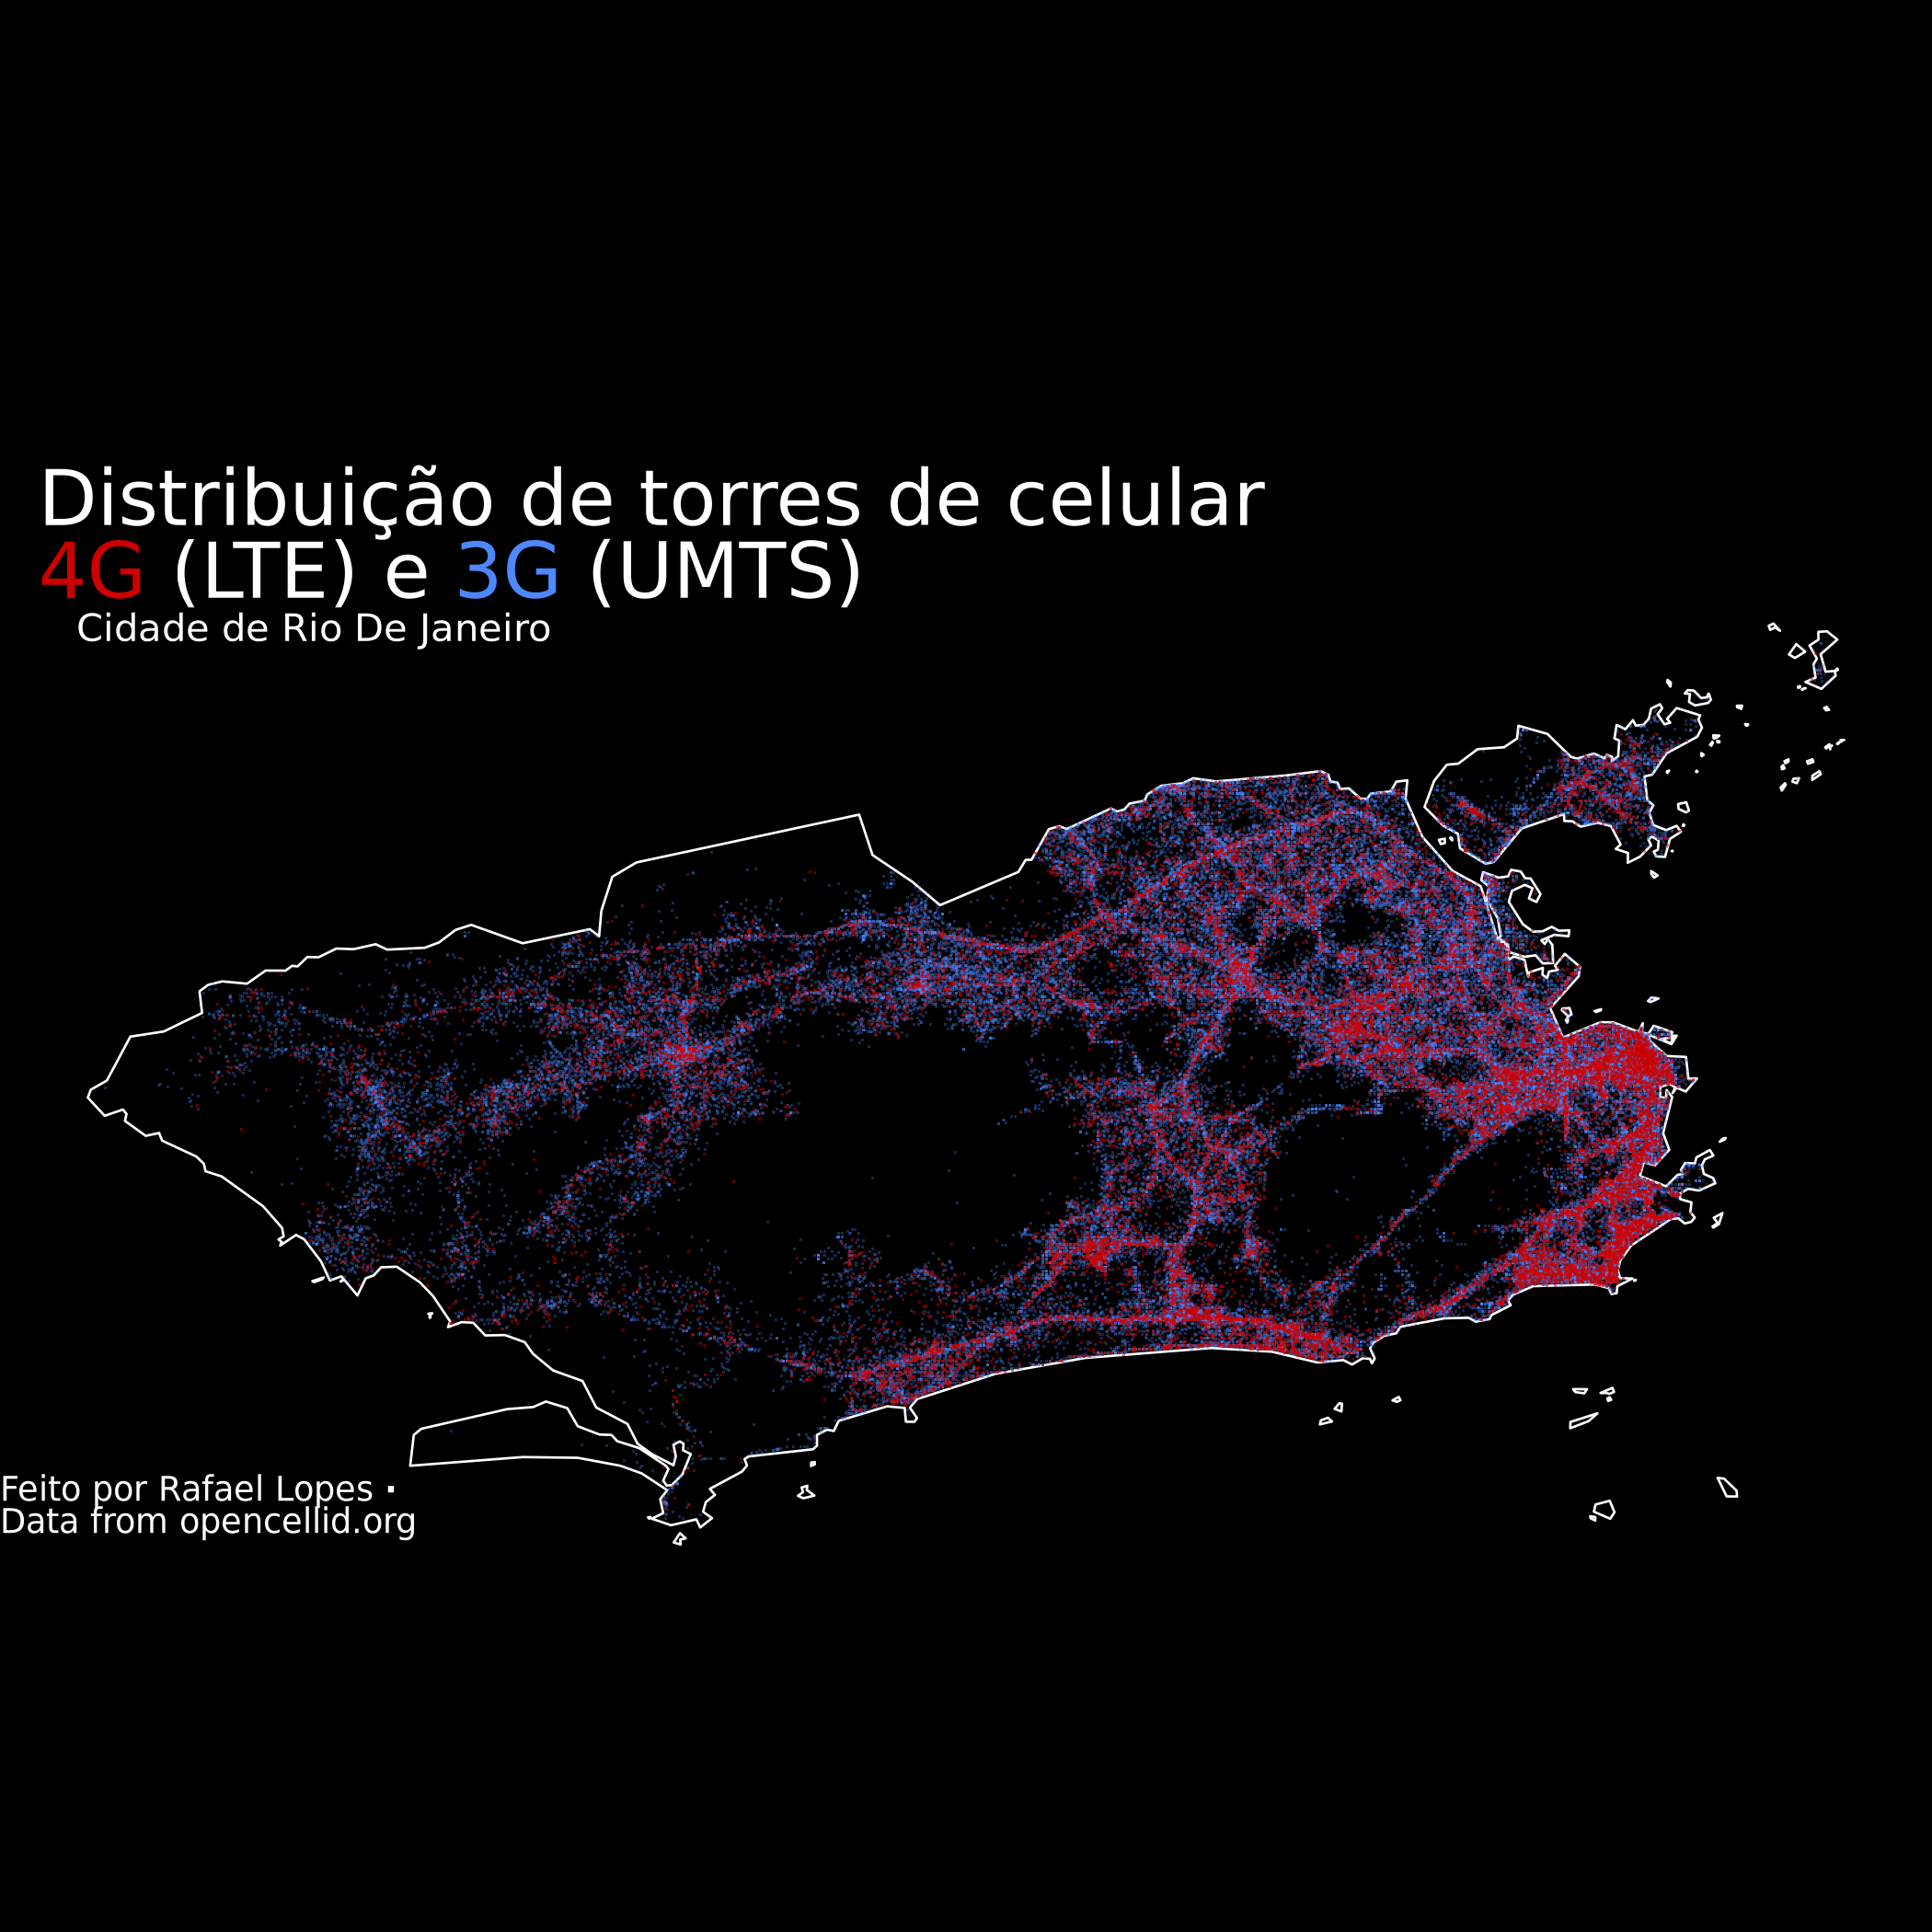 Distribuição de torres de celular
4G (LTE) e 3G (UMTS)
Cidade de Rio De Janeiro
Feito por Rafael Lopes ·
Data from opencellid.org